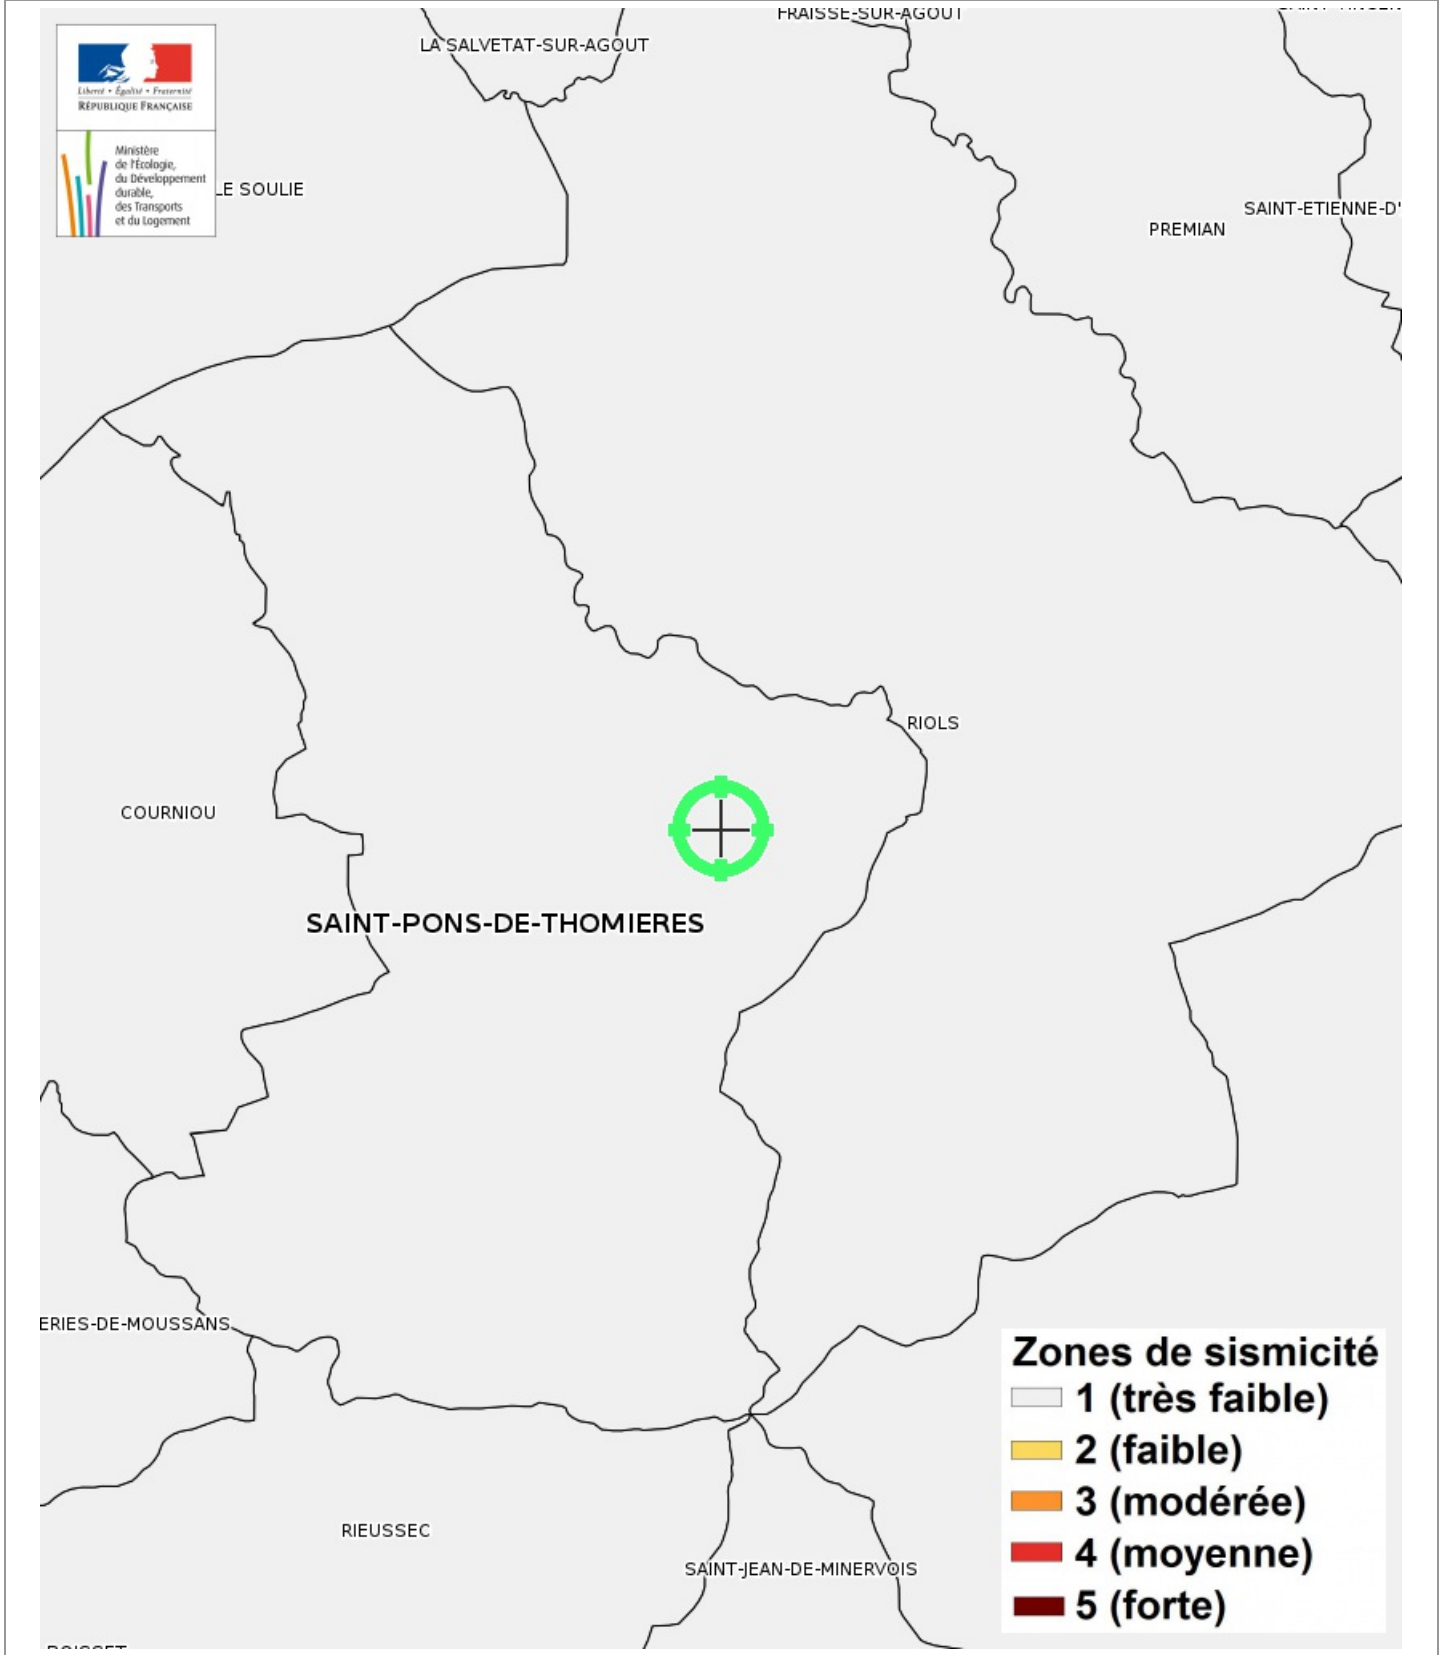 FRAISSE-SUR-AGOUT
LA SALVETAT-SUR-AGOUT
Liberté • Égalité • Fraternité
RÉPUBLIQUE FRANÇAISE
Ministère
de l'Écologie,
du Développement
durable,
des Transports
et du Logement
LE SOULIE
SAINT-ETIENNE-D'
PREMIAN
RIOLS
COURNIOU
SAINT-PONS-DE-THOMIERES
ERIES-DE-MOUSSANS
Zones de sismicité
1 (très faible)
2 (faible)
3 (modérée)
4 (moyenne)
5 (forte)
RIEUSSEC
SAINT-JEAN-DE-MINERVOIS